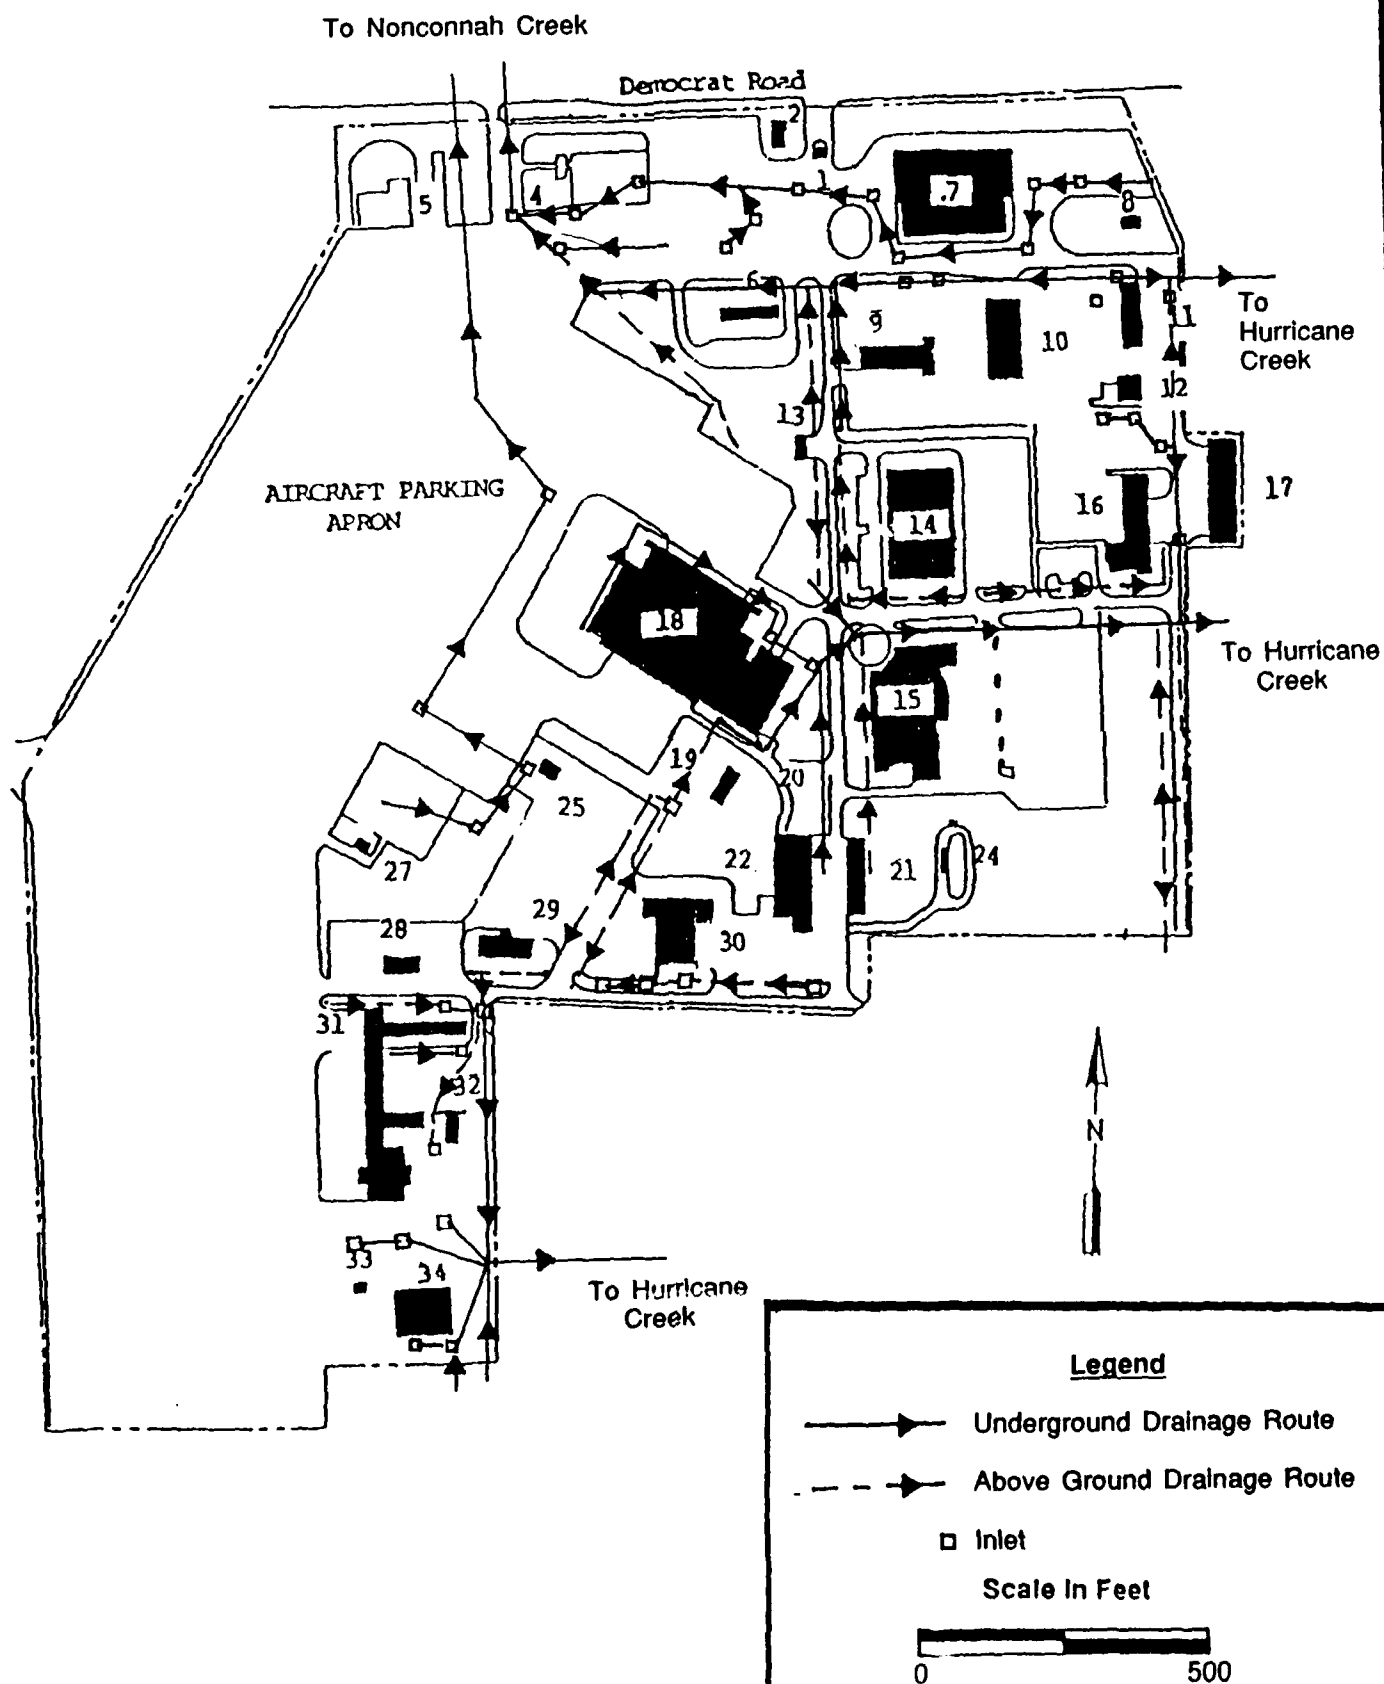 To Nonconnah Creek
Democrat Road
2
1
.7
8
5
4
6
To
Hurricane
Creek
9
10
11
12
13
AIRCRAFT PARKING
APRON
14
16
17
18
To Hurricane
Creek
15
19
20
25
27
22
21
24
29
28
30
31
32
N
33
34
To Hurricane
Creek
Legend
Underground Drainage Route
Above Ground Drainage Route
Inlet
Scale In Feet
0 500